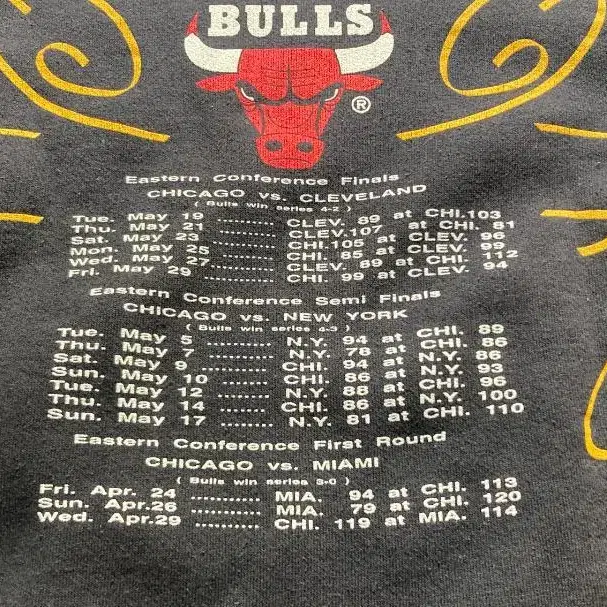 BULLS
®
Eastern Conference Finals
CHICAGO vs. CLEVELAND
( Bulls win series 4-2 )
Tue. May 19 .......... CLEV. 89 at CHI.103
Thu. May 21 .......... CLEV.107 at CHI. 81
Sat. May 23 .......... CHI.105 at CLEV. 96
Mon. May 25 .......... CHI. 85 at CLEV. 99
Wed. May 27 .......... CLEV. 89 at CHI. 112
Fri. May 29 .......... CHI. 99 at CLEV. 94
Eastern Conference Semi Finals
CHICAGO vs. NEW YORK
( Bulls win series 4-3 )
Tue. May 5 .......... N.Y. 94 at CHI. 89
Thu. May 7 .......... N.Y. 78 at CHI. 86
Sat. May 9 .......... CHI. 94 at N.Y. 86
Sun. May 10 ........ CHI. 86 at N.Y. 93
Tue. May 12 ........ N.Y. 88 at CHI. 96
Thu. May 14 ........ CHI. 86 at N.Y. 100
Sun. May 17 ........ N.Y. 81 at CHI. 110
Eastern Conference First Round
CHICAGO vs. MIAMI
( Bulls win series 3-0 )
Fri. Apr. 24 .......... MIA. 94 at CHI. 113
Sun. Apr.26 .......... MIA. 79 at CHI. 120
Wed. Apr.29 .......... CHI. 119 at MIA. 114